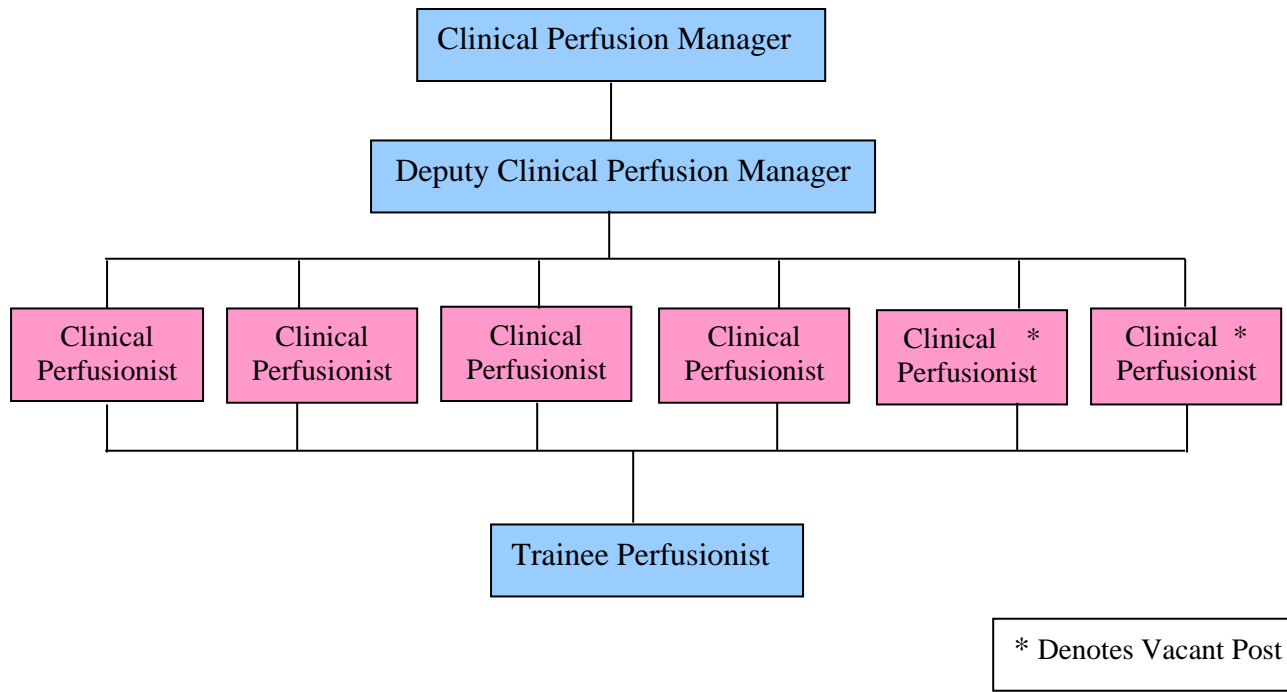 Clinical Perfusion Manager
Deputy Clinical Perfusion Manager
Clinical
Perfusionist
Clinical
Perfusionist
Clinical
Perfusionist
Clinical
Perfusionist
Clinical *
Perfusionist
Clinical *
Perfusionist
Trainee Perfusionist
* Denotes Vacant Post